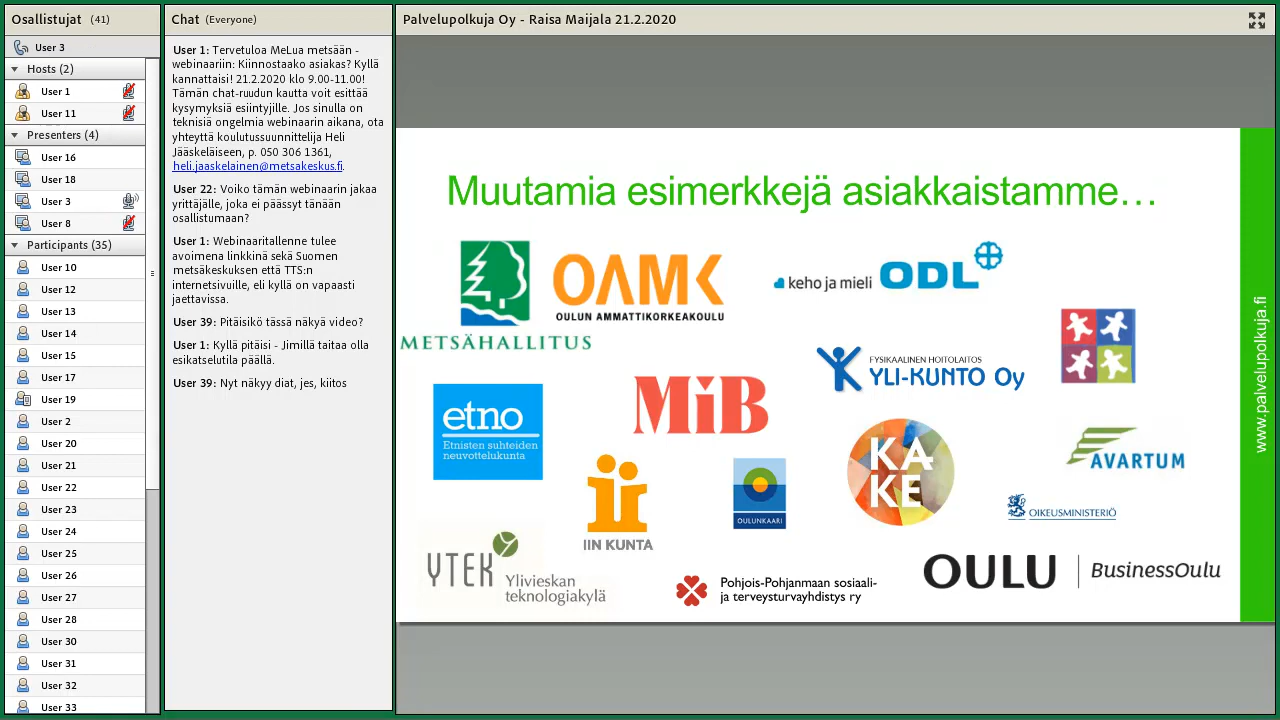 Osallistujat (41)
User 3
Hosts (2)
User 1
User 11
Presenters (4)
User 16
User 18
User 3
User 8
Participants (35)
User 10
User 12
User 13
User 14
User 15
User 17
User 19
User 2
User 20
User 21
User 22
User 23
User 24
User 25
User 26
User 27
User 28
User 30
User 31
User 32
User 33
Chat (Everyone)
User 1: Tervetuloa MeLua metsään -
webinaariin: Kiinnostaako asiakas? Kyllä
kannattaisi! 21.2.2020 klo 9.00-11.00!
Tämän chat-ruudun kautta voit esittää
kysymyksiä esiintyjille. Jos sinulla on
teknisiä ongelmia webinaarin aikana, ota
yhteyttä koulutussuunnittelija Heli
Jääskeläiseen, p. 050 306 1361,
heli.jaaskelainen@metsakeskus.fi.
User 22: Voiko tämän webinaarin jakaa
yrittäjälle, joka ei päässyt tänään
osallistumaan?
User 1: Webinaaritallenne tulee
avoimena linkkinä sekä Suomen
metsäkeskuksen että TTS:n
internetsivuille, eli kyllä on vapaasti
jaettavissa.
User 39: Pitäisikö tässä näkyä video?
User 1: Kyllä pitäisi - Jimillä taitaa olla
esikatselutila päällä.
User 39: Nyt näkyy diat, jes, kiitos
Palvelupolkuja Oy - Raisa Maijala 21.2.2020
Muutamia esimerkkejä asiakkaistamme…
METSÄHALLITUS
OAMK
OULUN AMMATTIKORKEAKOULU
keho ja mieli ODL
FYSIKAALINEN HOITOLAITOS
YLI-KUNTO Oy
etno
Etnisten suhteiden
neuvottelukunta
MiB
ii
IIN KUNTA
OULUNKAARI
KA
KE
AVARTUM
OIKEUSMINISTERIÖ
YTEK
Ylivieskan
teknologiakylä
Pohjois-Pohjanmaan sosiaali-
ja terveysturvayhdistys ry
OULU | BusinessOulu
www.palvelupolkuja.fi